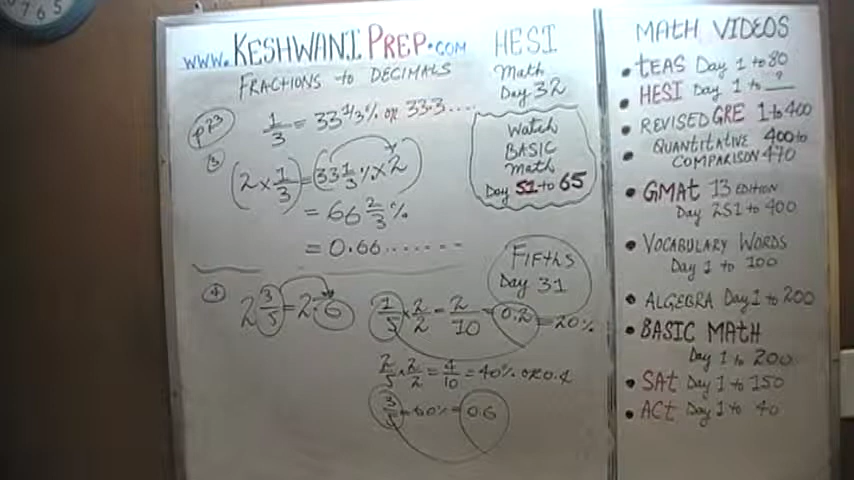 7 6 5
www.KESHWANIPREP.COM
HESI
Math
Day 32
FRACTIONS to DECIMALS
p23
1/3 = 33 1/3% or 33.3....
Watch
BASIC
Math
Day 51 to 65
3
(2 x 1/3) = (33 1/3% x 2)
= 66 2/3%
= 0.66.......
FIFthS
Day 31
4
2 3/5 = 2.6
1/5 x 2/2 = 2/10 = 0.2 = 20%
2/5 x 2/2 = 4/10 = 40% or 0.4
3/5 = 60% = 0.6
MATH VIDEOS
• tEAS Day 1 to 80
• HESI Day 1 to ?
• REVISED GRE 1 to 400
• QUANTITATIVE 400 to
COMPARISON 470
• GMAt 13 EDITION
Day 251 to 400
• VOCABULARY WORDS
Day 1 to 100
• ALGEBRA Day 1 to 200
• BASIC MATH
Day 1 to 200
• SAt Day 1 to 150
• ACt Day 1 to 40